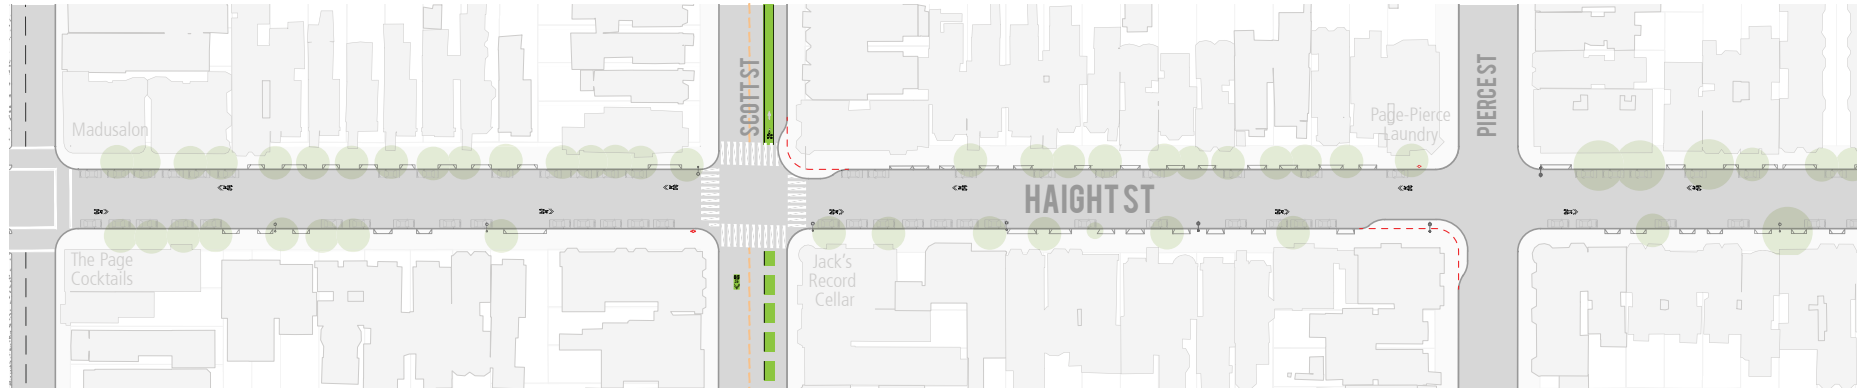 SCOTT ST
PIERCE ST
Madusalon
Page-Pierce
Laundry
HAIGHT ST
The Page
Cocktails
Jack's
Record
Cellar